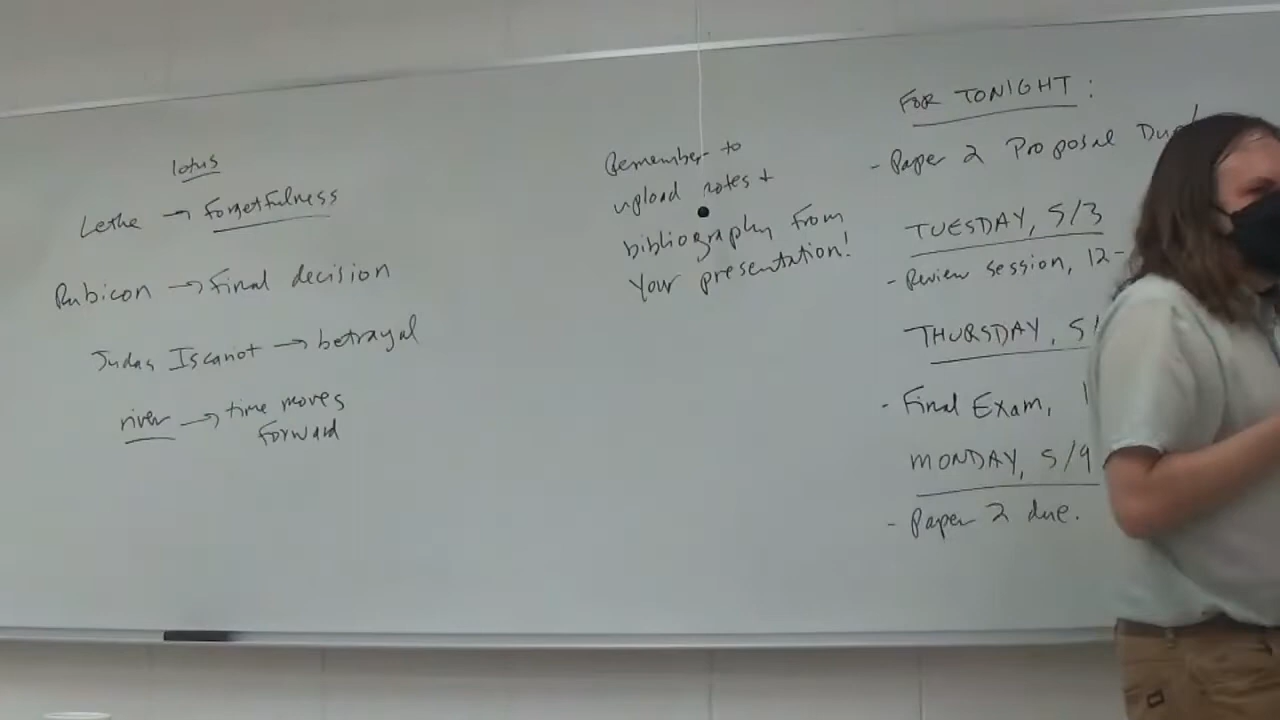 lotus
Lethe → Forgetfulness
Rubicon → Final decision
Judas Iscariot → betrayal
river → time moves
forward
Remember to
upload notes +
bibliography from
your presentation!
FOR TONIGHT:
- Paper 2 Proposal Due!
TUESDAY, 5/3
- Review session, 12-
THURSDAY, 5/
- Final Exam, 1
MONDAY, 5/9
- Paper 2 due.